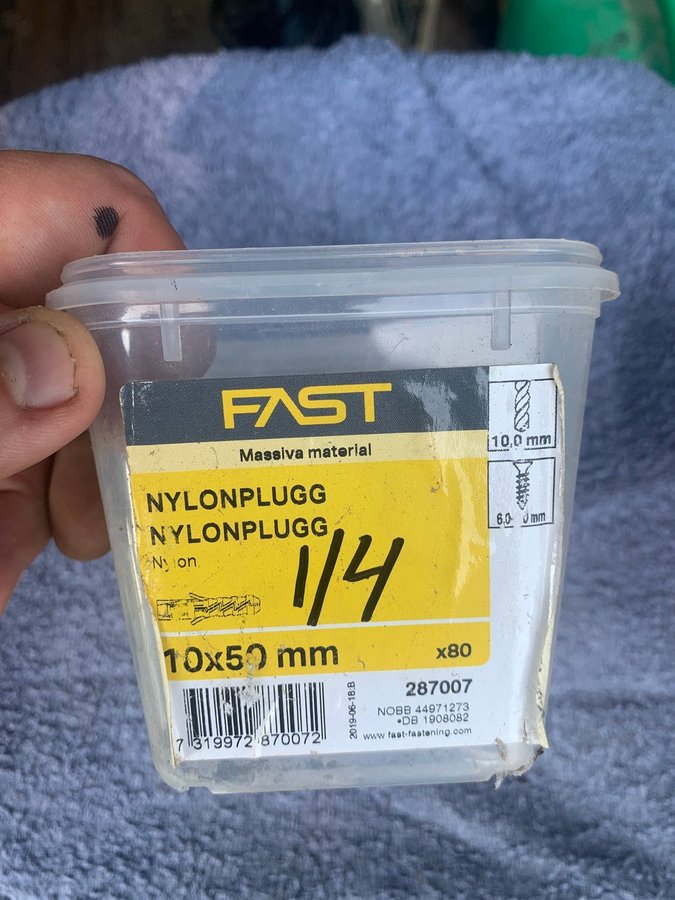 FAST
Massiva material
10,0 mm
NYLONPLUGG
NYLONPLUGG
Nylon
1/4
10x50 mm
x80
7 319972 870072
2019-06-18:B
287007
NOBB 44971273
•DB 1908082
www.fast-fastening.com